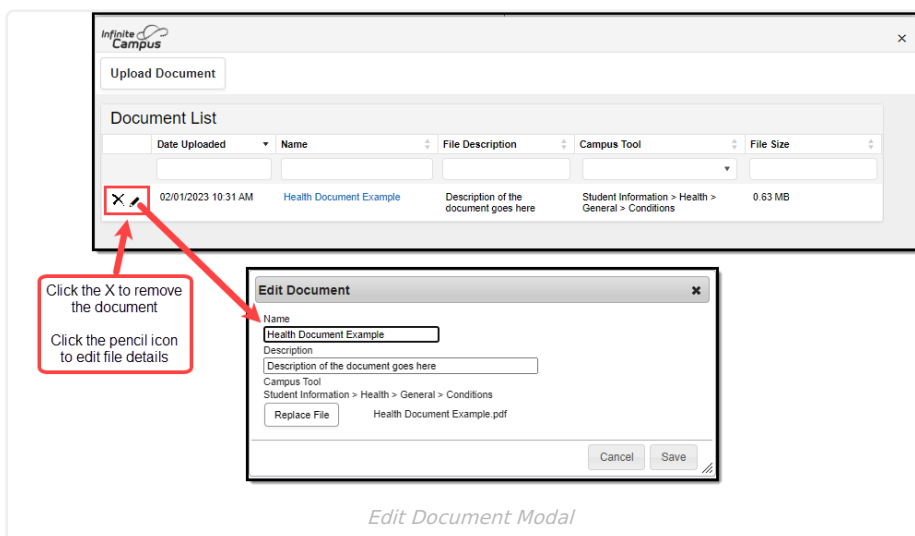 Infinite
Campus
Upload Document
Document List
Date Uploaded Name File Description Campus Tool File Size
02/01/2023 10:31 AM Health Document Example Description of the Student Information > Health > 0.63 MB
document goes here General > Conditions
Click the X to remove
the document
Click the pencil icon
to edit file details
Edit Document
Name
Health Document Example
Description
Description of the document goes here
Campus Tool
Student Information > Health > General > Conditions
Replace File Health Document Example.pdf
Cancel Save
Edit Document Modal